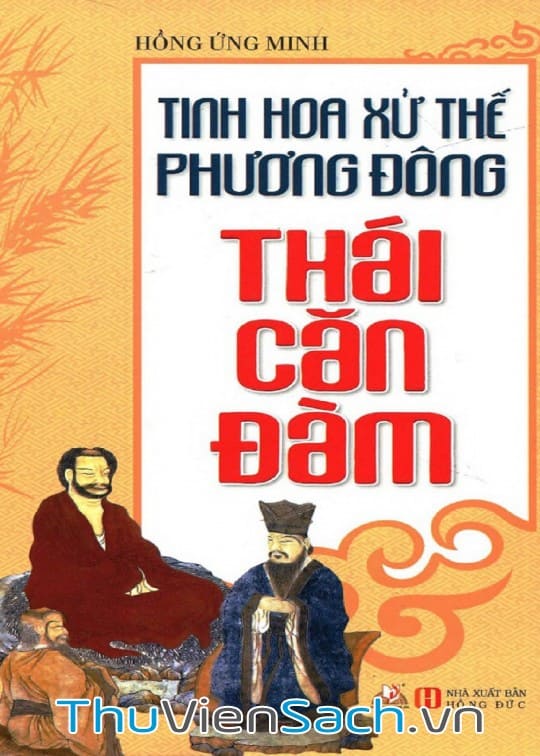 HỒNG ỨNG MINH
TINH HOA XỬ THẾ
PHƯƠNG ĐÔNG
THÁI
CĂN
ĐÀM
NHÀ XUẤT BẢN
HỒNG ĐỨC
ThuVienSach.vn